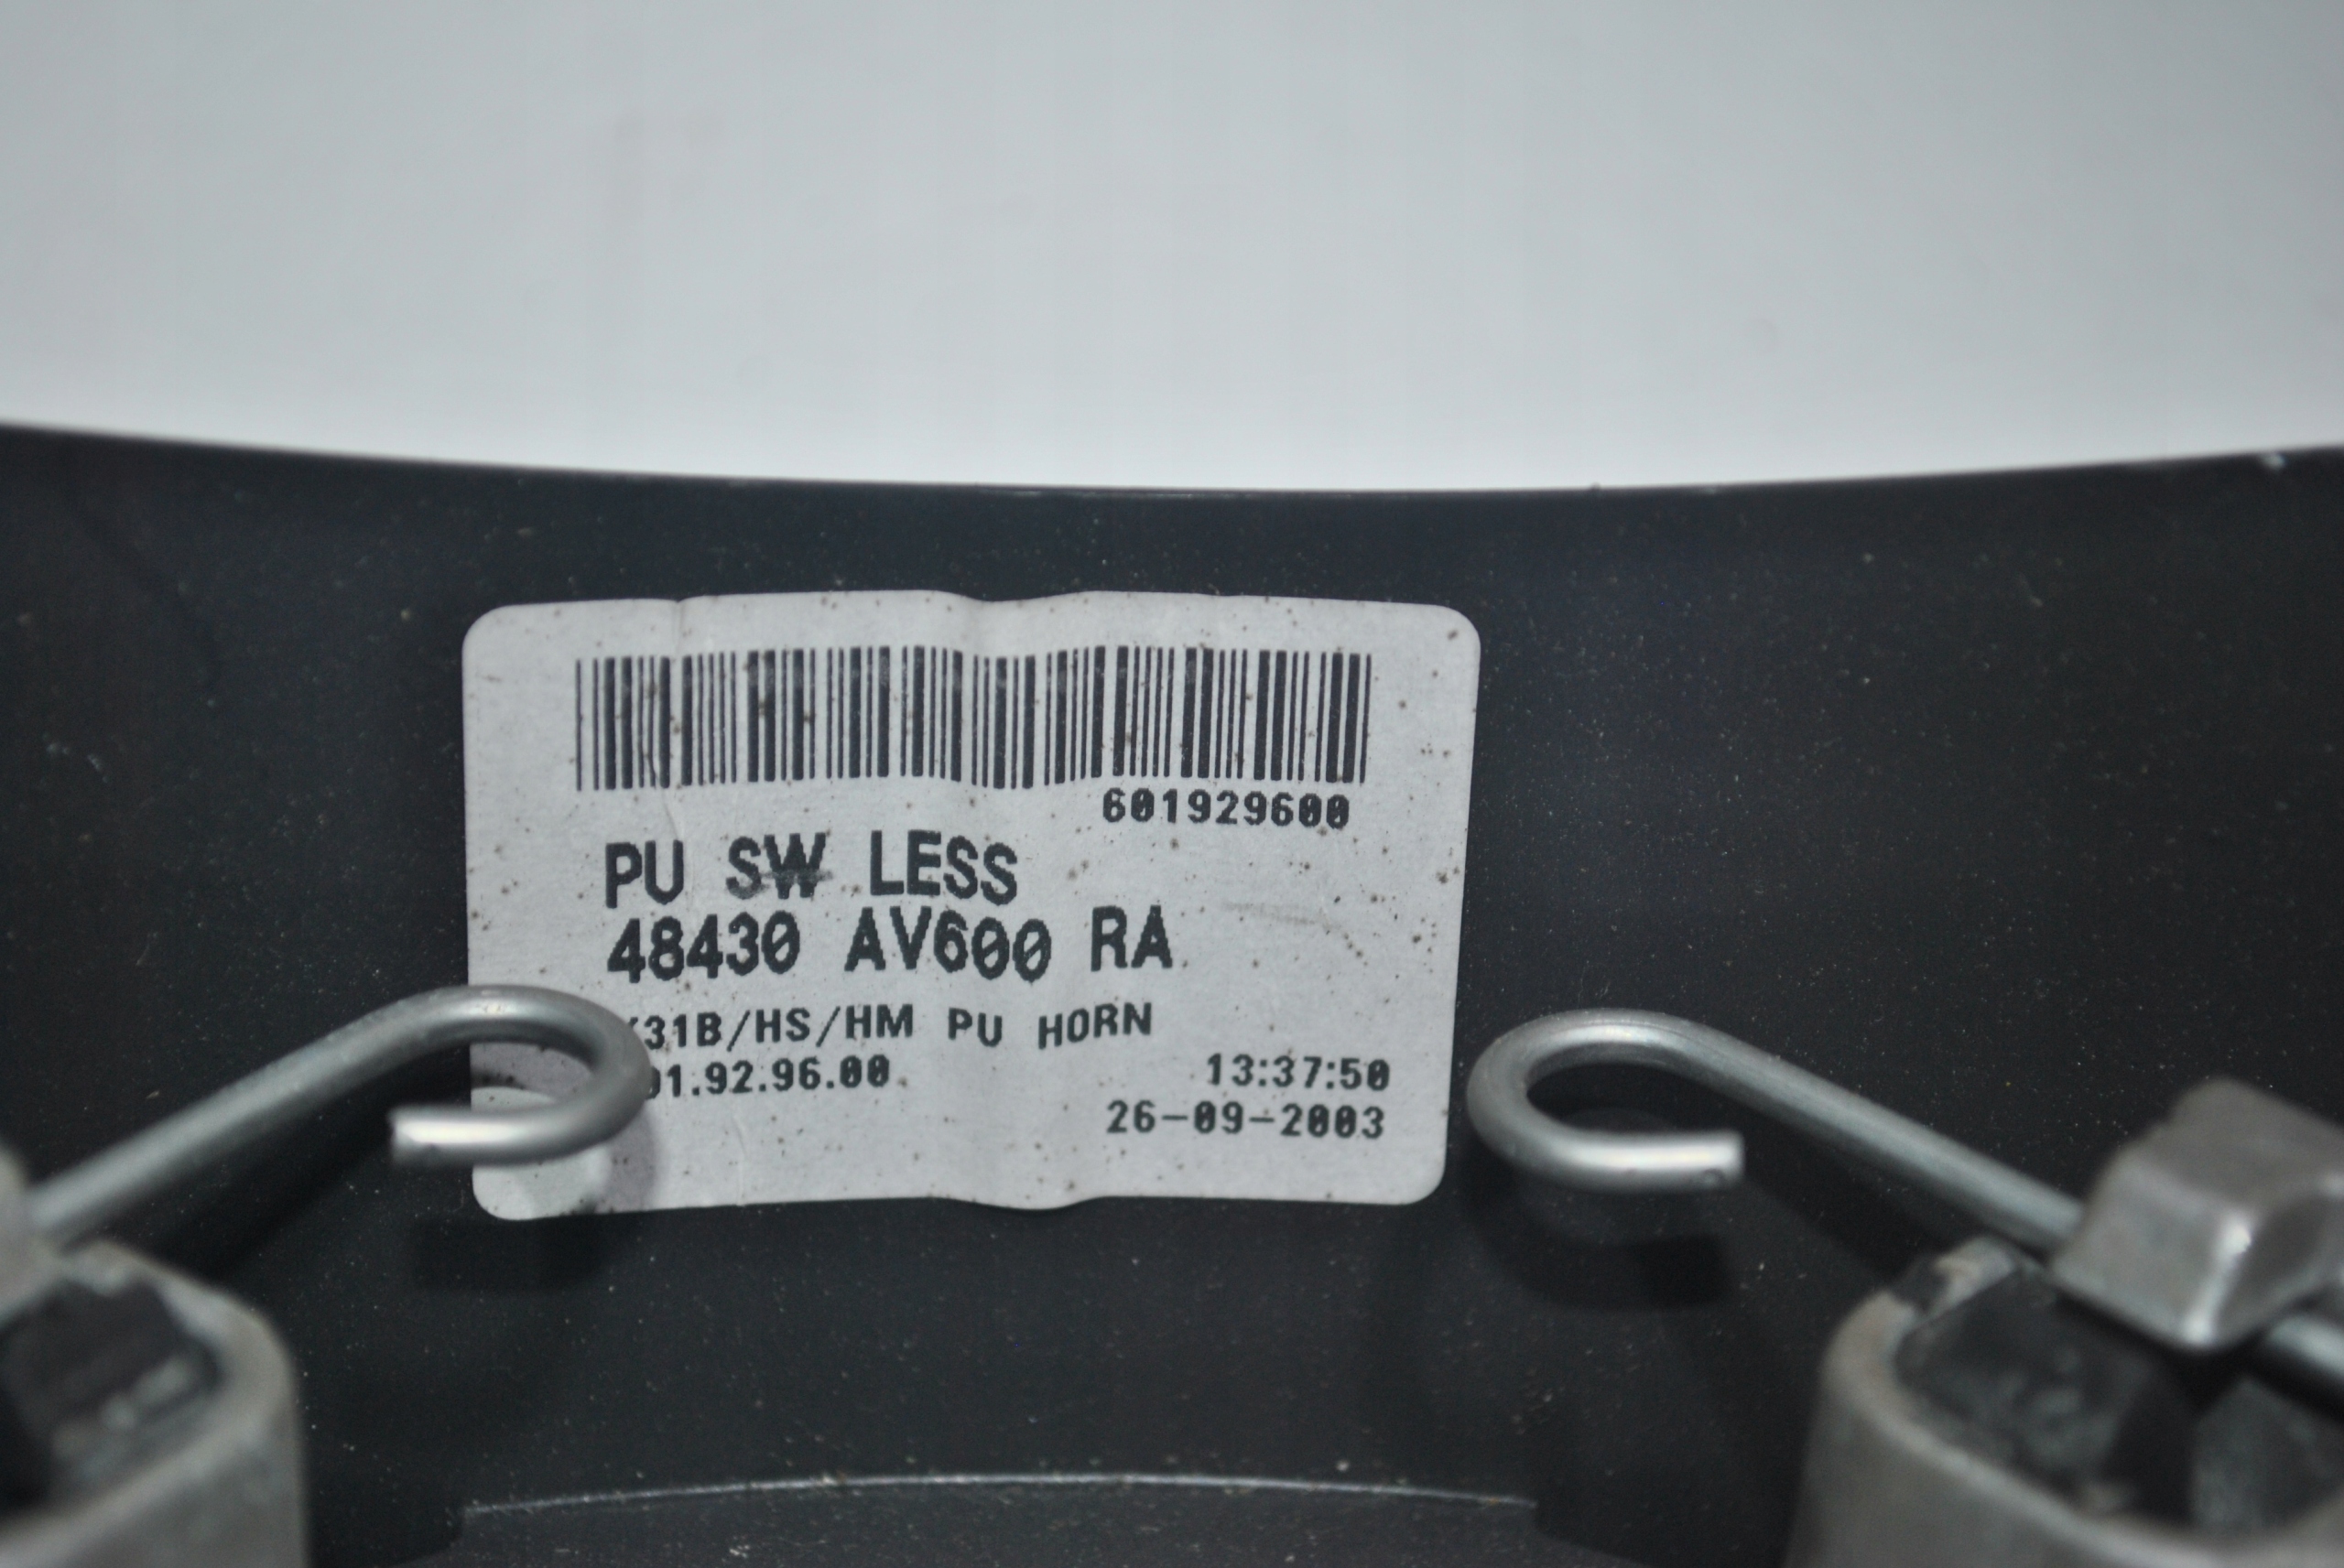 601929600
PU SW LESS
48430 AV600 RA
31B/HS/HM PU HORN
01.92.96.00 13:37:50
26-09-2003